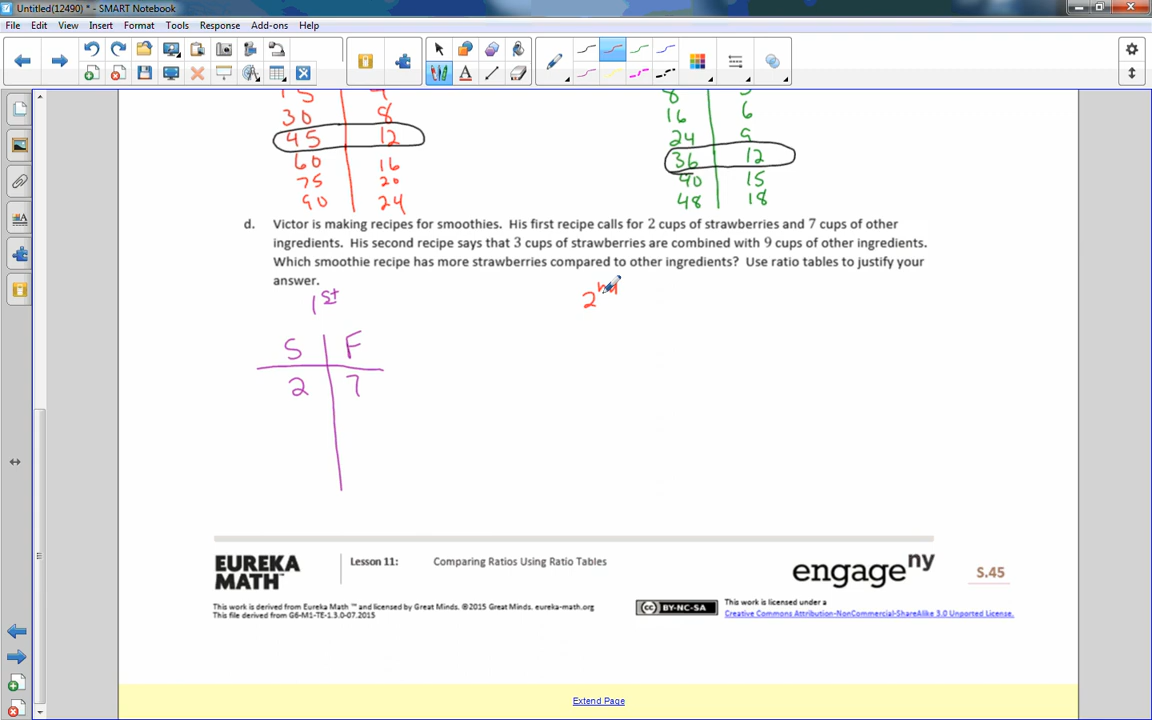 Untitled(12490) * - SMART Notebook
File Edit View Insert Format Tools Response Add-ons Help
30 8
45 12
60 16
75 20
90 24
8
16 6
24 9
36 12
40 15
48 18
d. Victor is making recipes for smoothies. His first recipe calls for 2 cups of strawberries and 7 cups of other
ingredients. His second recipe says that 3 cups of strawberries are combined with 9 cups of other ingredients.
Which smoothie recipe has more strawberries compared to other ingredients? Use ratio tables to justify your
answer.
1st 2nd
S F
2 7
EUREKA
MATH™
Lesson 11: Comparing Ratios Using Ratio Tables
engageny
S.45
This work is derived from Eureka Math ™ and licensed by Great Minds. ©2015 Great Minds. eureka-math.org
This file derived from G6-M1-TE-1.3.0-07.2015
(cc) BY-NC-SA
This work is licensed under a
Creative Commons Attribution-NonCommercial-ShareAlike 3.0 Unported License.
Extend Page